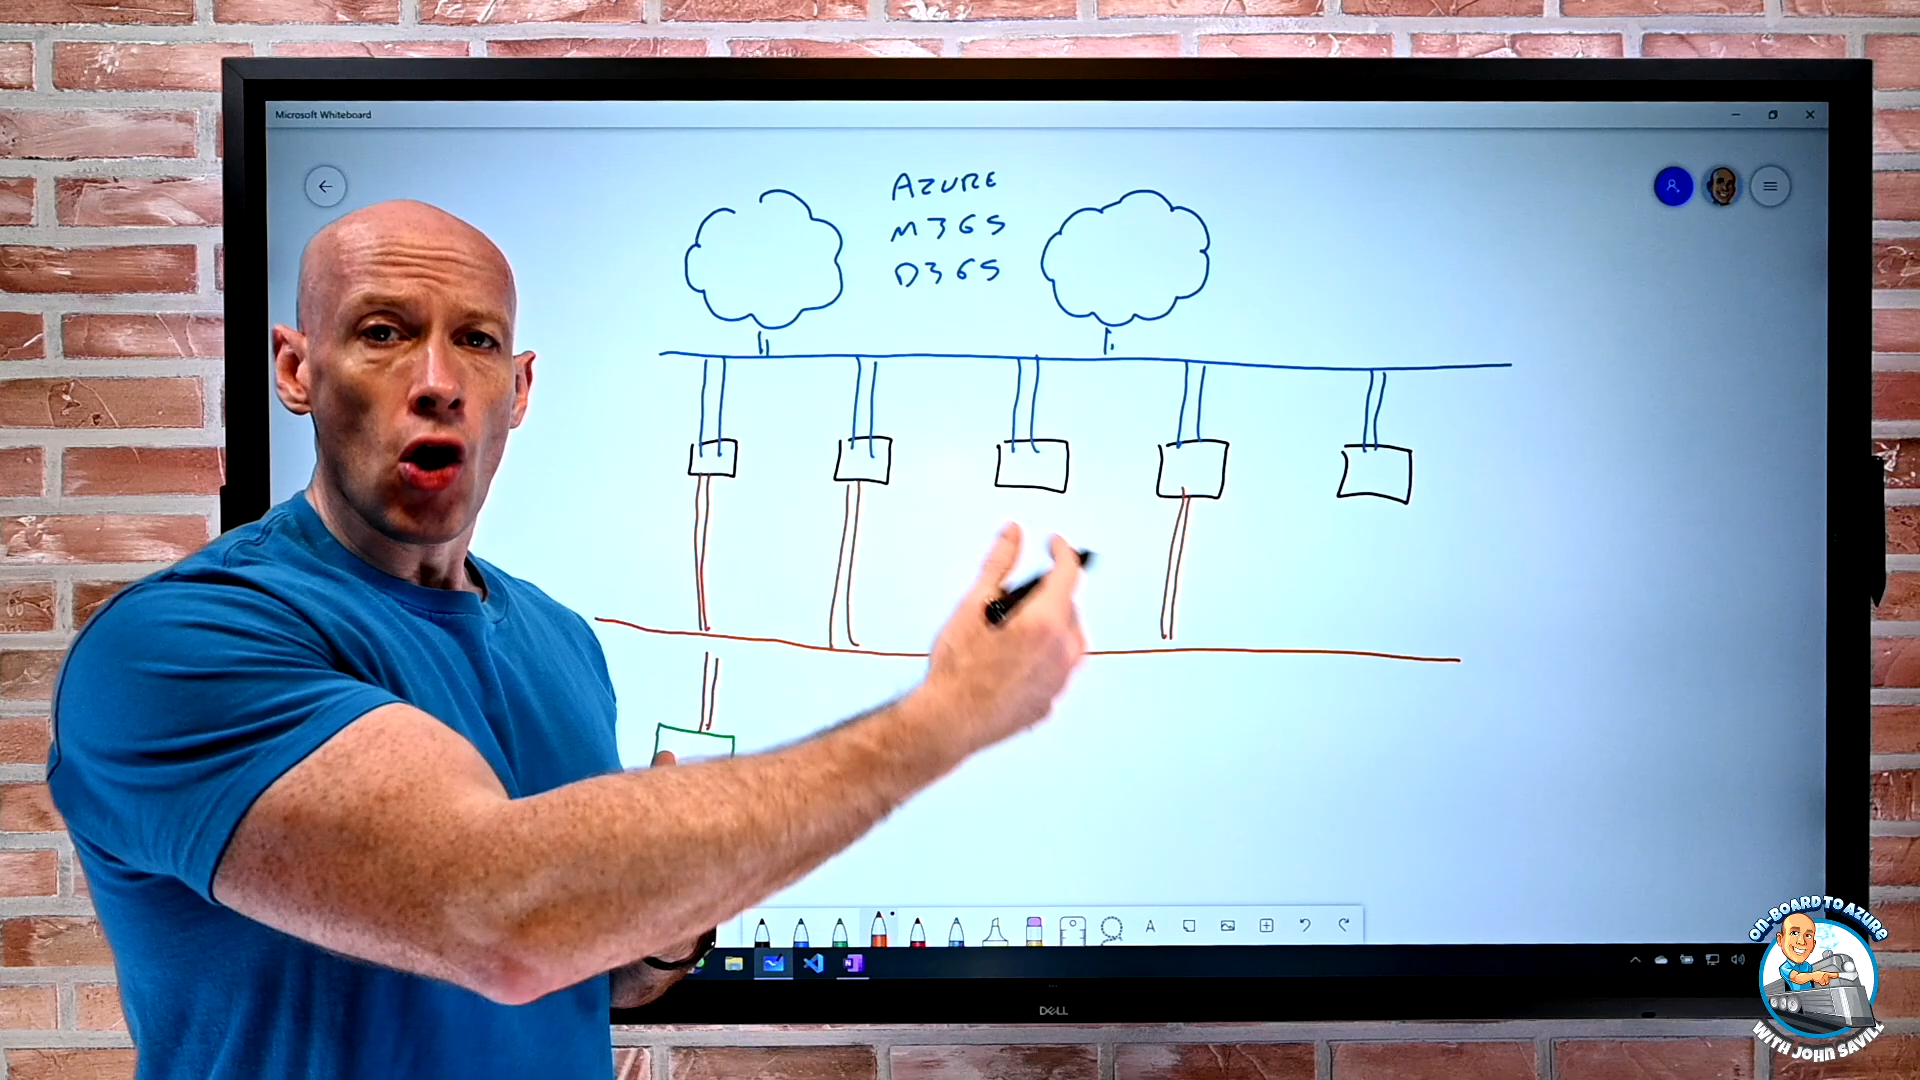 Microsoft Whiteboard
AZURE
M365
D365
A
DELL
ON-BOARD TO AZURE
WITH JOHN SAVILL